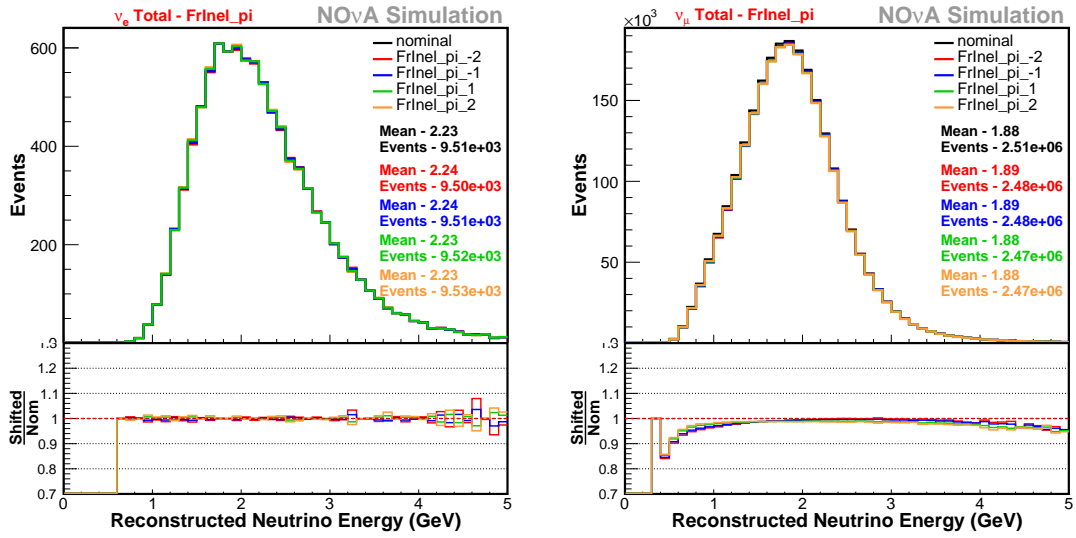 νe Total - FrInel_pi
NOνA Simulation
nominal
FrInel_pi_-2
FrInel_pi_-1
FrInel_pi_1
FrInel_pi_2
Mean - 2.23
Events - 9.51e+03
Mean - 2.24
Events - 9.50e+03
Mean - 2.24
Events - 9.51e+03
Mean - 2.23
Events - 9.52e+03
Mean - 2.23
Events - 9.53e+03
Events
600
400
200
1.3
1.2
1.1
1
0.9
0.8
0.7
Shifted
Nom
0 1 2 3 4 5
Reconstructed Neutrino Energy (GeV)
×10³
νμ Total - FrInel_pi
NOνA Simulation
nominal
FrInel_pi_-2
FrInel_pi_-1
FrInel_pi_1
FrInel_pi_2
Mean - 1.88
Events - 2.51e+06
Mean - 1.89
Events - 2.48e+06
Mean - 1.89
Events - 2.48e+06
Mean - 1.88
Events - 2.47e+06
Mean - 1.88
Events - 2.47e+06
Events
150
100
50
1.3
1.2
1.1
1
0.9
0.8
0.7
Shifted
Nom
0 1 2 3 4 5
Reconstructed Neutrino Energy (GeV)